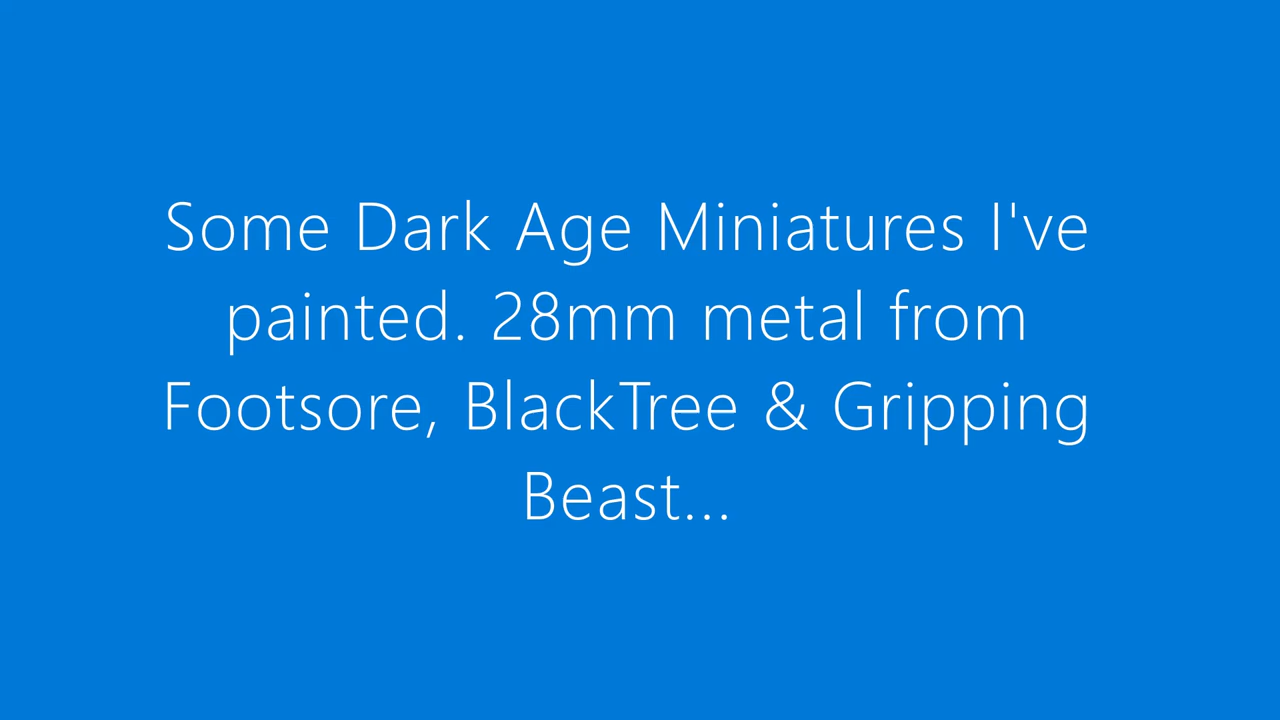 Some Dark Age Miniatures I've
painted. 28mm metal from
Footsore, BlackTree & Gripping
Beast...